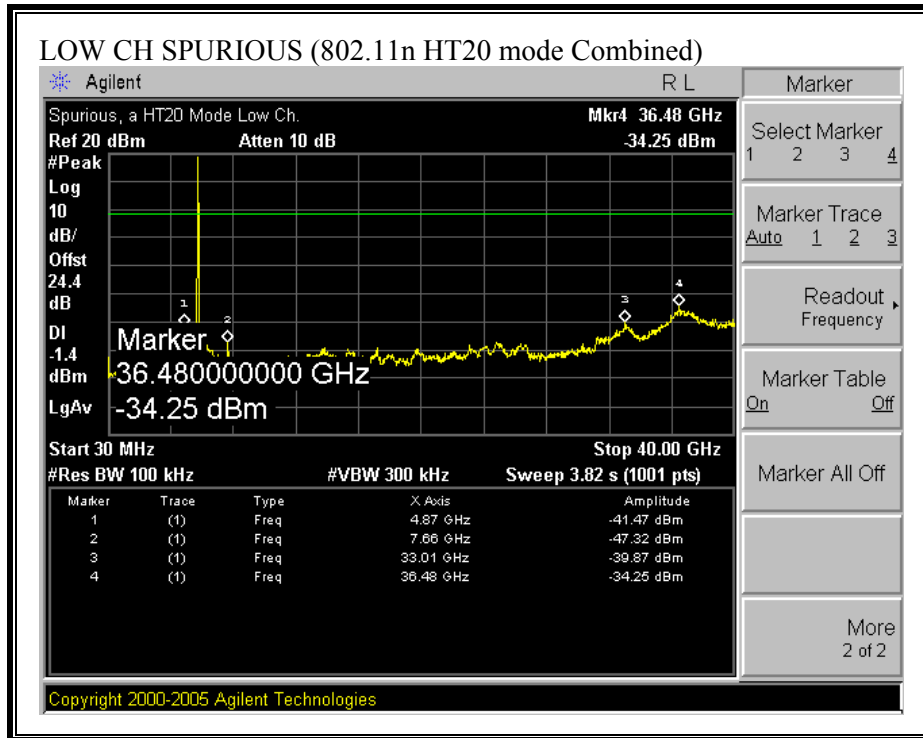 LOW CH SPURIOUS (802.11n HT20 mode Combined)
Agilent R L
Spurious, a HT20 Mode Low Ch. Mkr4 36.48 GHz
Ref 20 dBm Atten 10 dB -34.25 dBm
#Peak
Log
10
dB/
Offst
24.4
dB
DI
-1.4
dBm
LgAv
1
2
3
4
Marker
36.480000000 GHz
-34.25 dBm
Start 30 MHz Stop 40.00 GHz
#Res BW 100 kHz #VBW 300 kHz Sweep 3.82 s (1001 pts)
Marker Trace Type X Axis Amplitude
1 (1) Freq 4.87 GHz -41.47 dBm
2 (1) Freq 7.66 GHz -47.32 dBm
3 (1) Freq 33.01 GHz -39.87 dBm
4 (1) Freq 36.48 GHz -34.25 dBm
Copyright 2000-2005 Agilent Technologies
Marker
Select Marker
1 2 3 4
Marker Trace
Auto 1 2 3
Readout
Frequency
Marker Table
On Off
Marker All Off
More
2 of 2